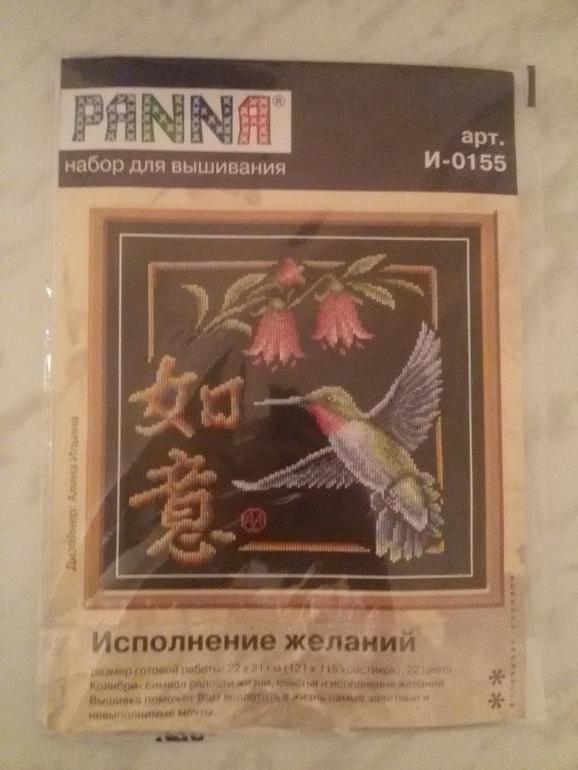 PANNA®
набор для вышивания
арт.
И-0155
如
意
Дизайнер: Алина Ильина
Исполнение желаний
размер готовой работы: 22 x 21 см (121 x 115 крестиков), 22 цвета
Колибри- символ радости жизни, счастья и исполнения желаний.
Вышивка поможет Вам воплотить в жизнь самые заветные и
невыполнимые мечты.